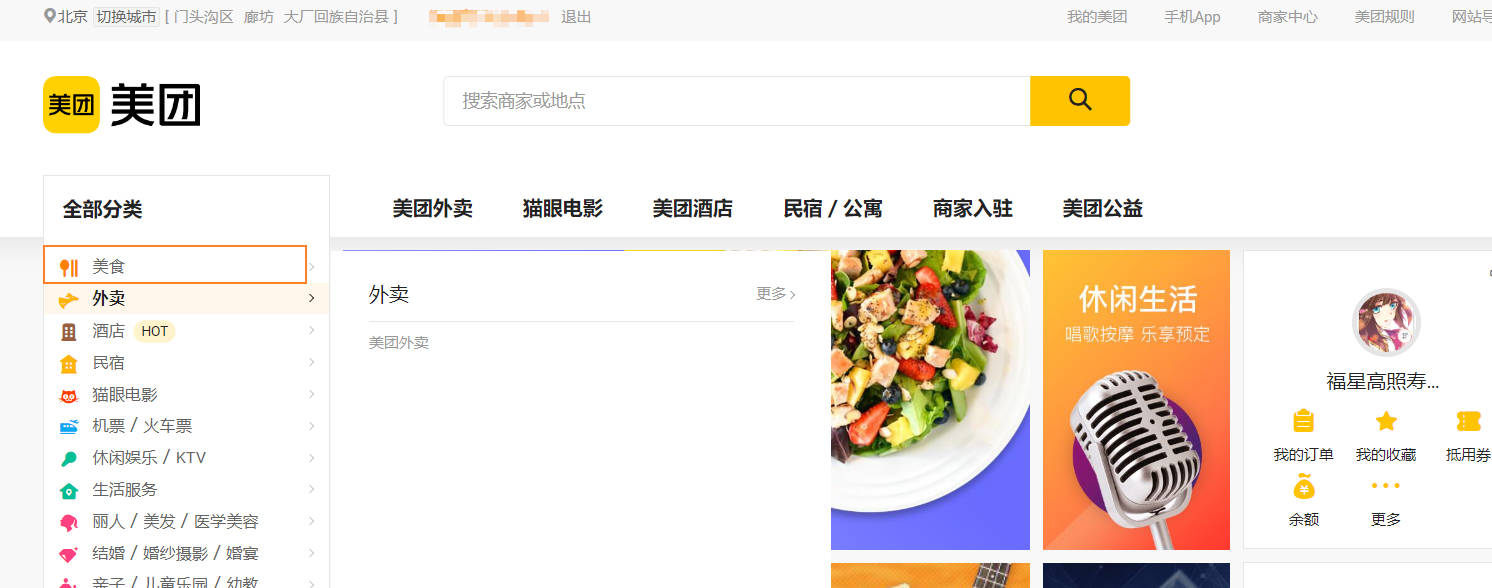 北京 切换城市 [ 门头沟区 廊坊 大厂回族自治县 ] 退出 我的美团 手机App 商家中心 美团规则 网站导
美团 美团
搜索商家或地点
全部分类 美团外卖 猫眼电影 美团酒店 民宿 / 公寓 商家入驻 美团公益
美食
外卖
酒店 HOT
民宿
猫眼电影
机票 / 火车票
休闲娱乐 / KTV
生活服务
丽人 / 美发 / 医学美容
结婚 / 婚纱摄影 / 婚宴
亲子 / 儿童乐园 / 幼教
外卖 更多
美团外卖
休闲生活
唱歌按摩 乐享预定
福星高照寿...
我的订单 我的收藏 抵用券
余额 更多